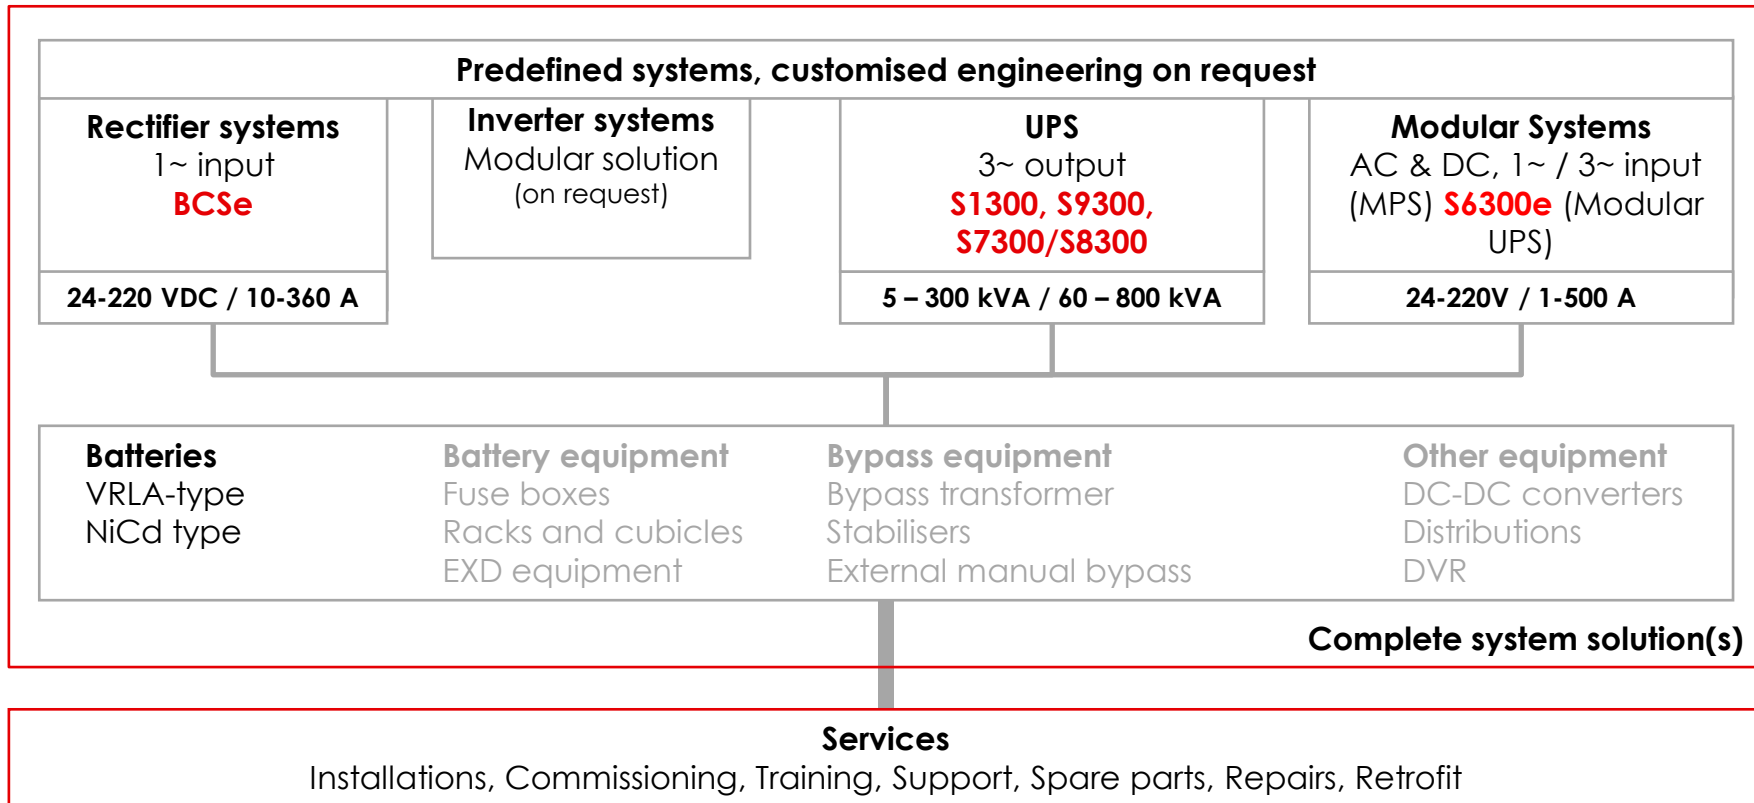 Predefined systems, customised engineering on request
Rectifier systems
1~ input
BCSe
24-220 VDC / 10-360 A
Inverter systems
Modular solution
(on request)
UPS
3~ output
S1300, S9300,
S7300/S8300
5 – 300 kVA / 60 – 800 kVA
Modular Systems
AC & DC, 1~ / 3~ input
(MPS) S6300e (Modular
UPS)
24-220V / 1-500 A
Batteries
VRLA-type
NiCd type
Battery equipment
Fuse boxes
Racks and cubicles
EXD equipment
Bypass equipment
Bypass transformer
Stabilisers
External manual bypass
Other equipment
DC-DC converters
Distributions
DVR
Complete system solution(s)
Services
Installations, Commissioning, Training, Support, Spare parts, Repairs, Retrofit